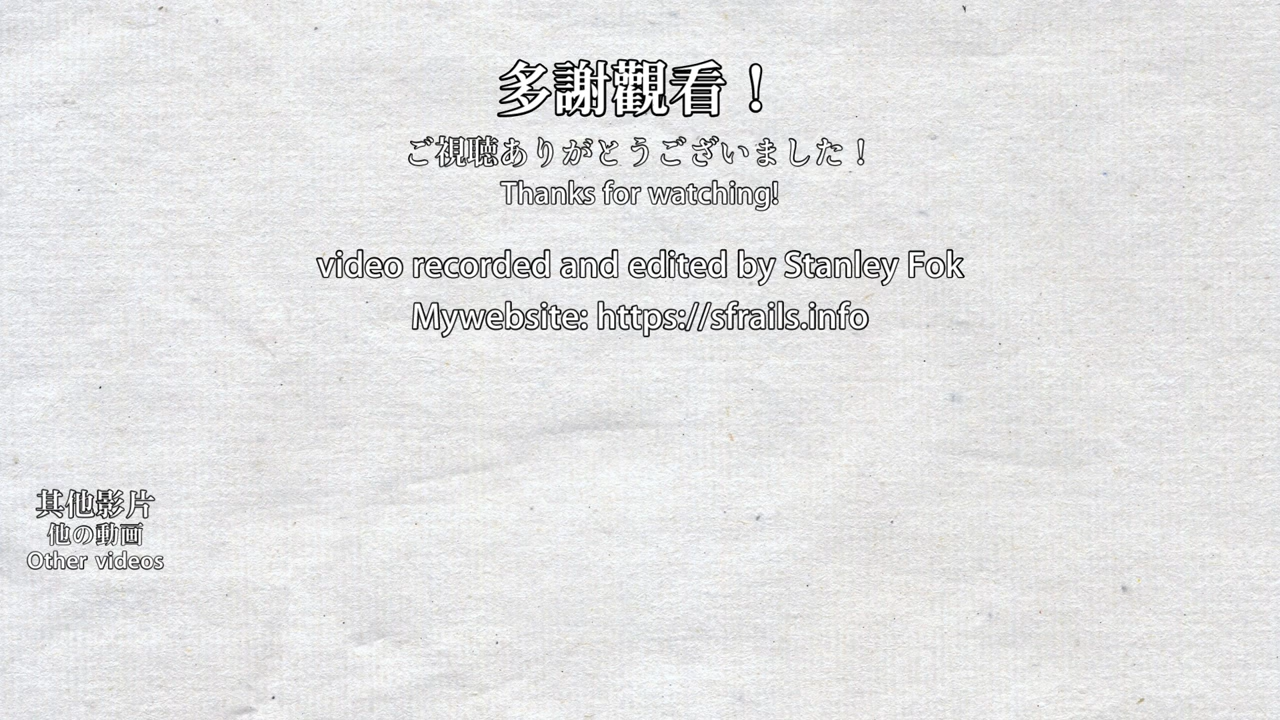 多謝觀看！
ご視聴ありがとうございました！
Thanks for watching!
video recorded and edited by Stanley Fok
Mywebsite: https://sfrails.info
其他影片
他の動画
Other videos